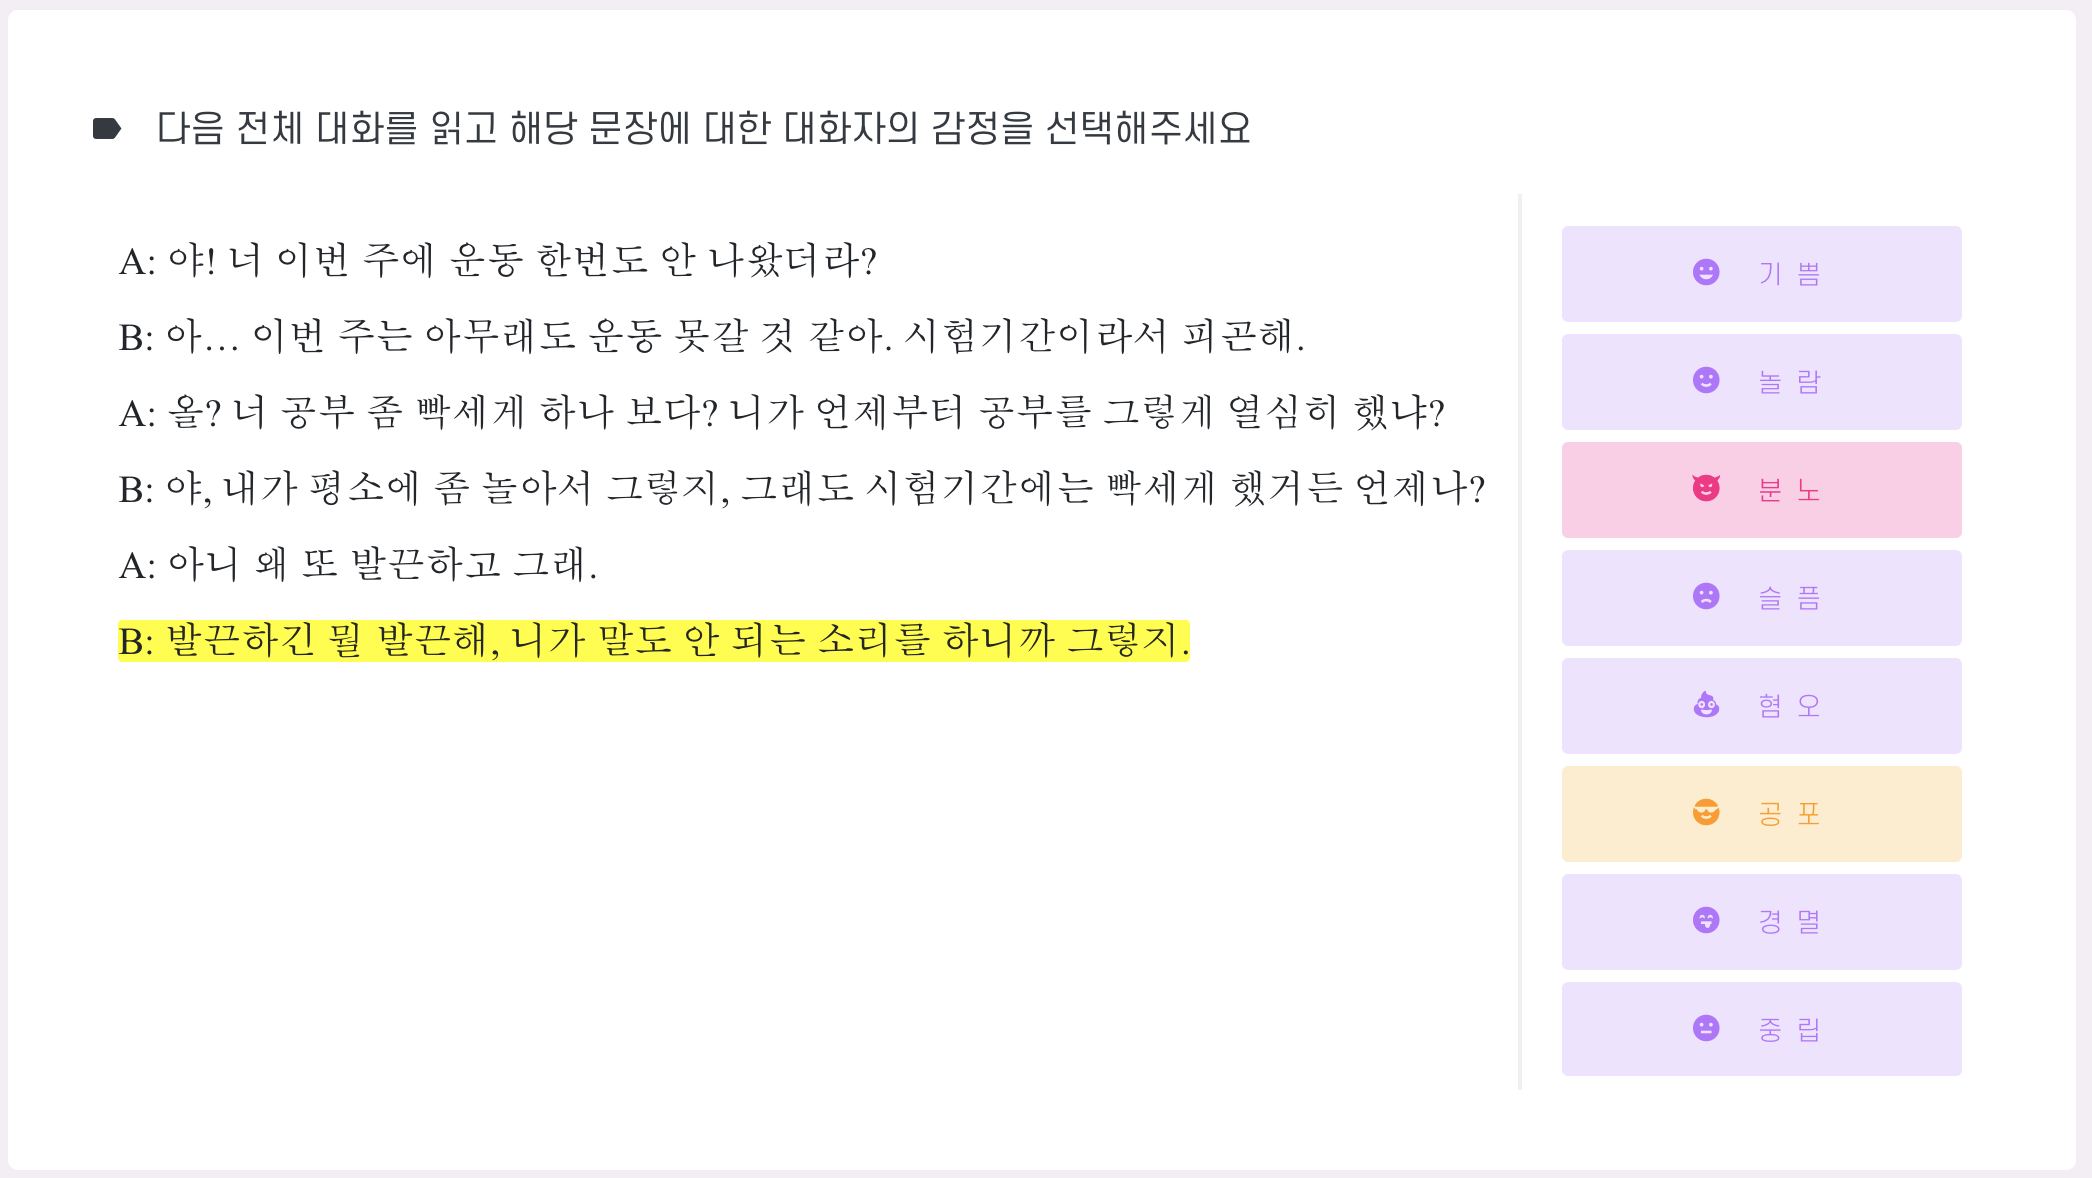 다음 전체 대화를 읽고 해당 문장에 대한 대화자의 감정을 선택해주세요
A: 야! 너 이번 주에 운동 한번도 안 나왔더라?
B: 아... 이번 주는 아무래도 운동 못갈 것 같아. 시험기간이라서 피곤해.
A: 올? 너 공부 좀 빡세게 하나 보다? 니가 언제부터 공부를 그렇게 열심히 했냐?
B: 야, 내가 평소에 좀 놀아서 그렇지, 그래도 시험기간에는 빡세게 했거든 언제나?
A: 아니 왜 또 발끈하고 그래.
B: 발끈하긴 뭘 발끈해, 니가 말도 안 되는 소리를 하니까 그렇지.
기쁨
놀람
분노
슬픔
혐오
공포
경멸
중립